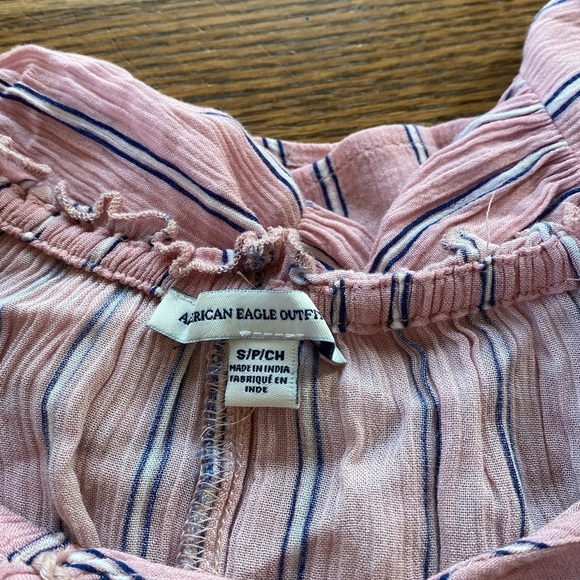 AERICAN EAGLE OUTFIT
S/P/CH
MADE IN INDIA
FABRIQUÉ EN
INDE